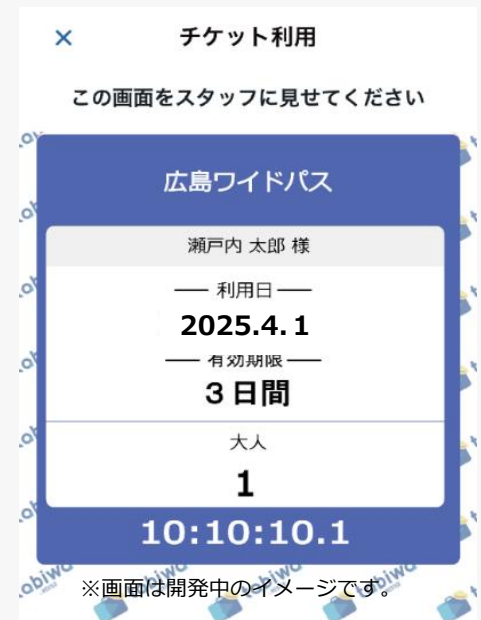 × チケット利用
この画面をスタッフに見せてください
広島ワイドパス
瀬戸内 太郎 様
利用日
2025.4.1
有効期限
３日間
大人
1
10:10:10.1
※画面は開発中のイメージです。